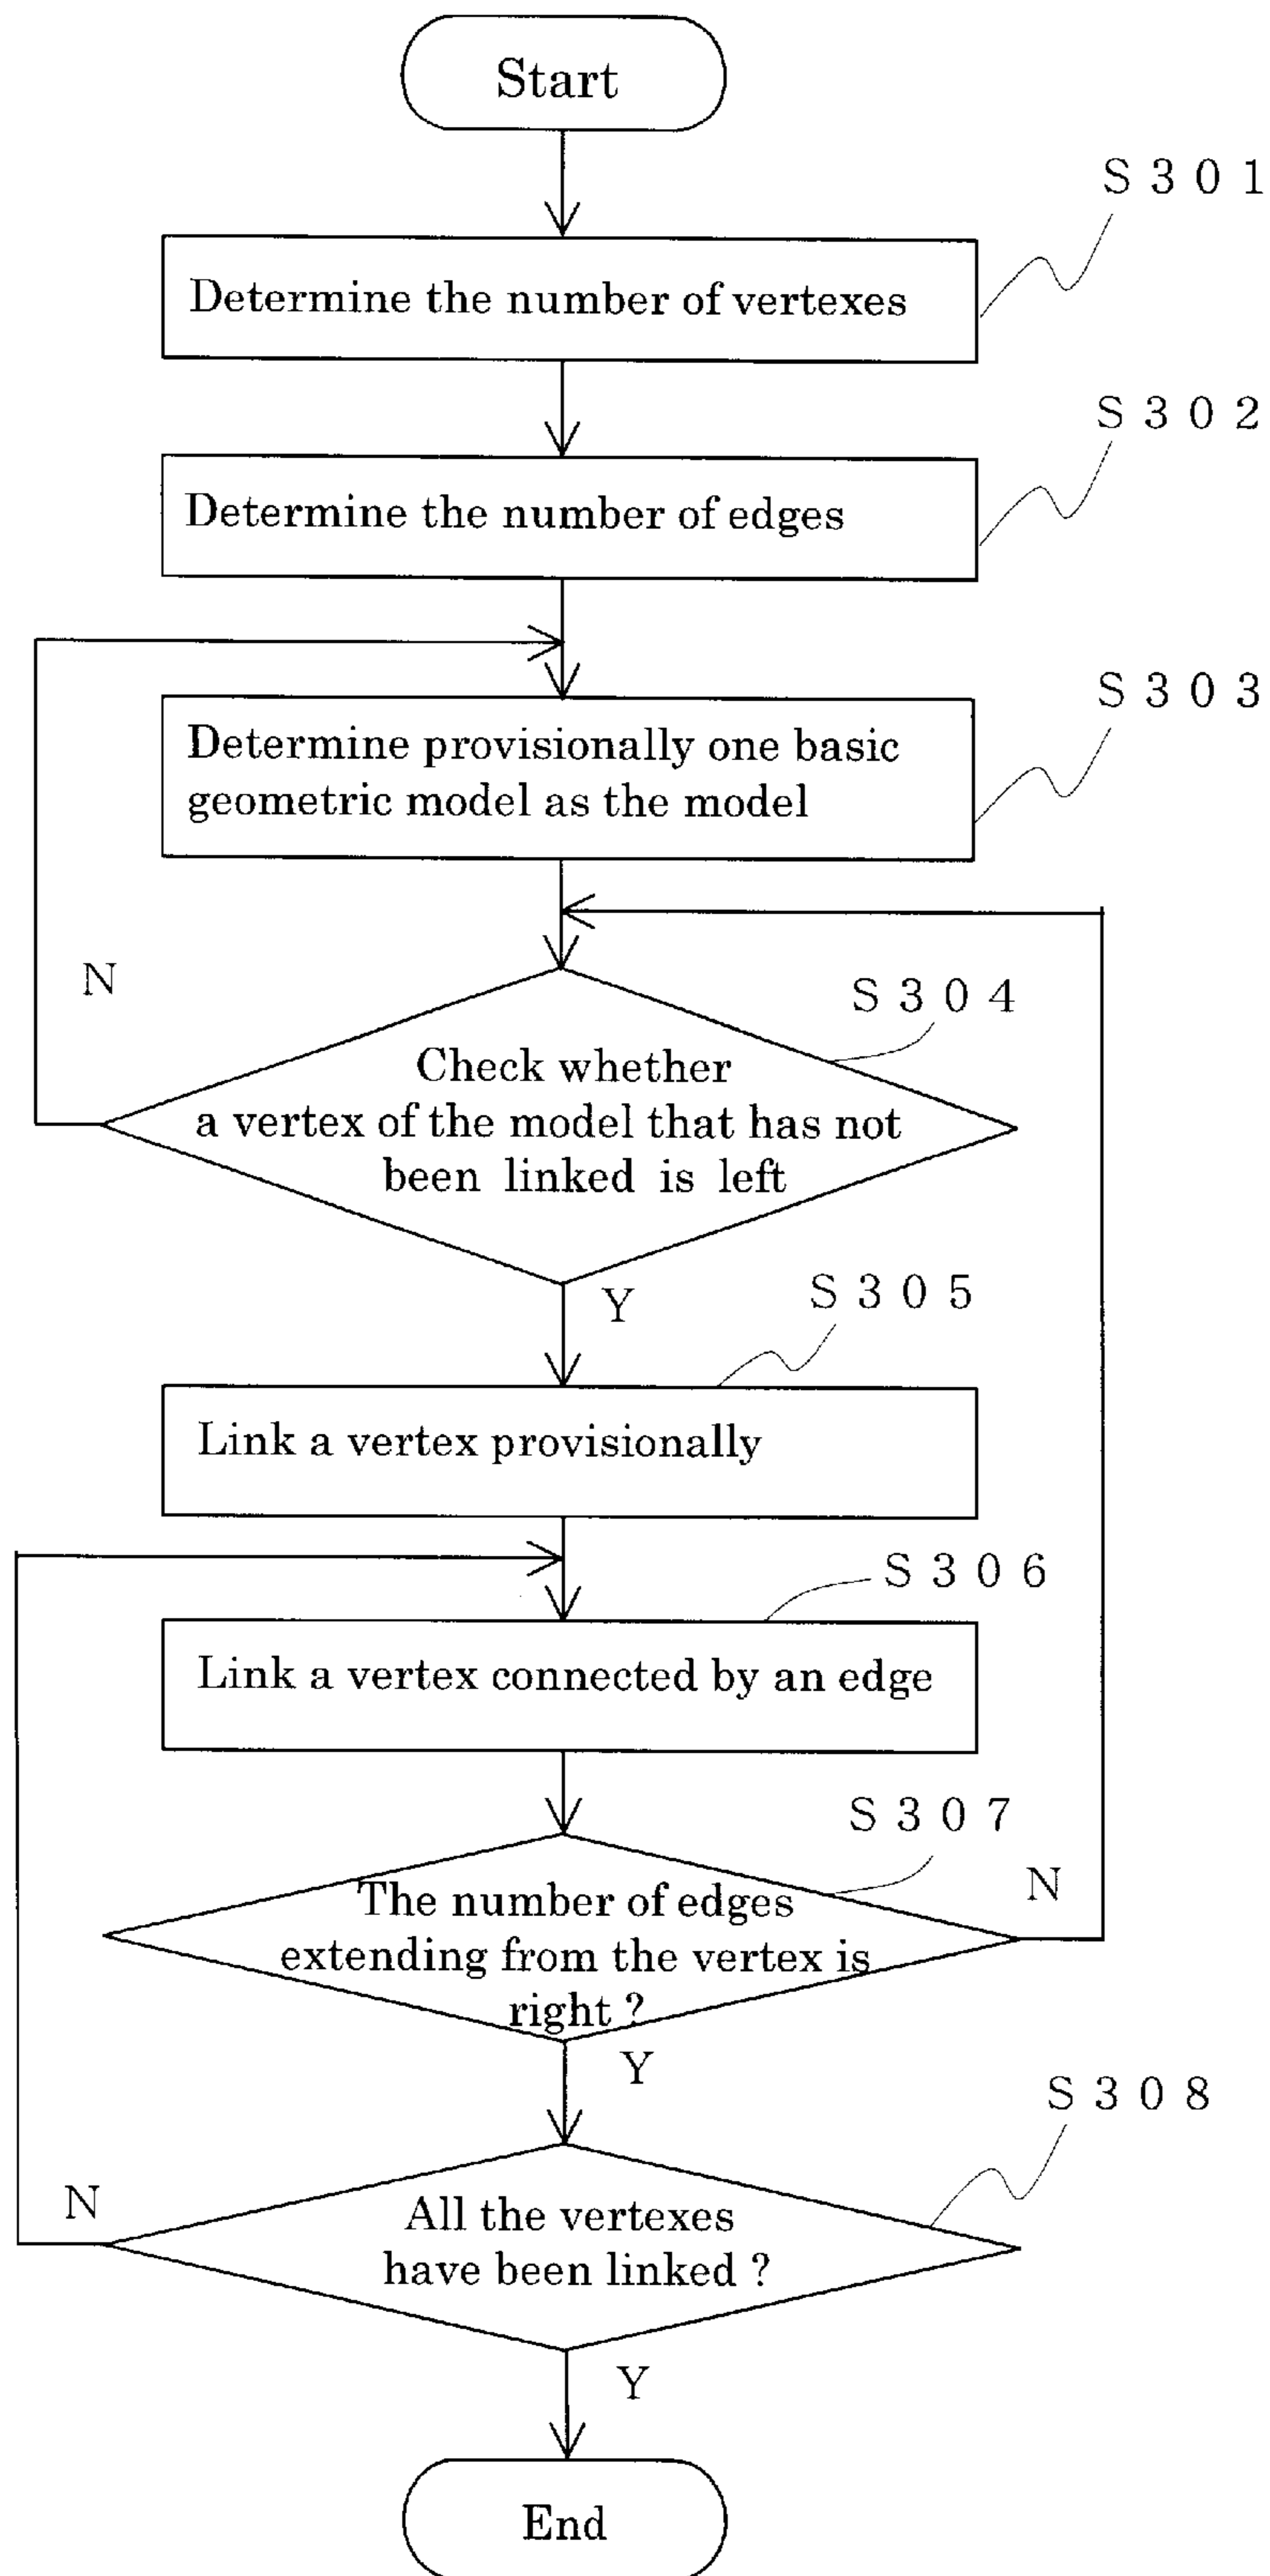 Start
S301
Determine the number of vertexes
S302
Determine the number of edges
S303
Determine provisionally one basic
geometric model as the model
N
S304
Check whether
a vertex of the model that has not
been linked is left
Y
S305
Link a vertex provisionally
S306
Link a vertex connected by an edge
S307
N
The number of edges
extending from the vertex is
right ?
Y
S308
N
All the vertexes
have been linked ?
Y
End